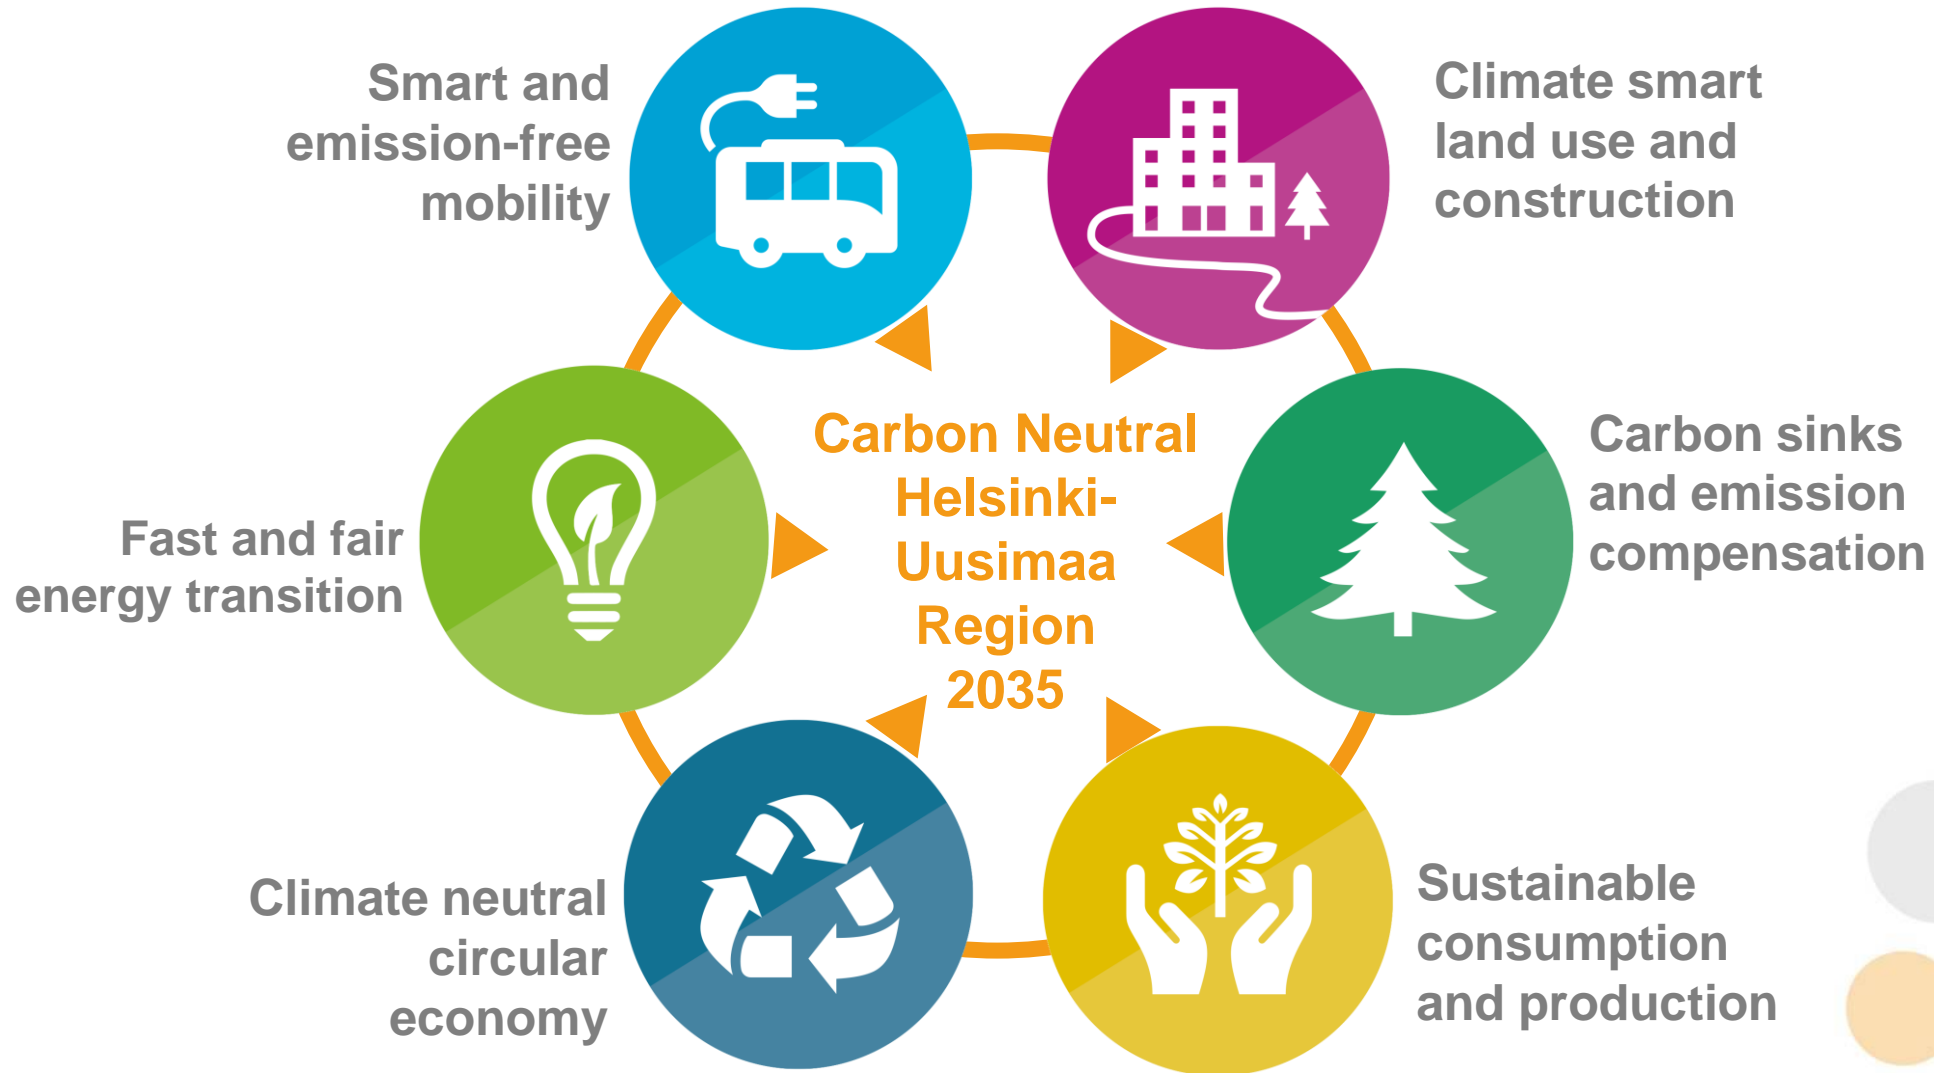 Smart and
emission-free
mobility
Climate smart
land use and
construction
Fast and fair
energy transition
Carbon Neutral
Helsinki-
Uusimaa
Region
2035
Carbon sinks
and emission
compensation
Climate neutral
circular
economy
Sustainable
consumption
and production